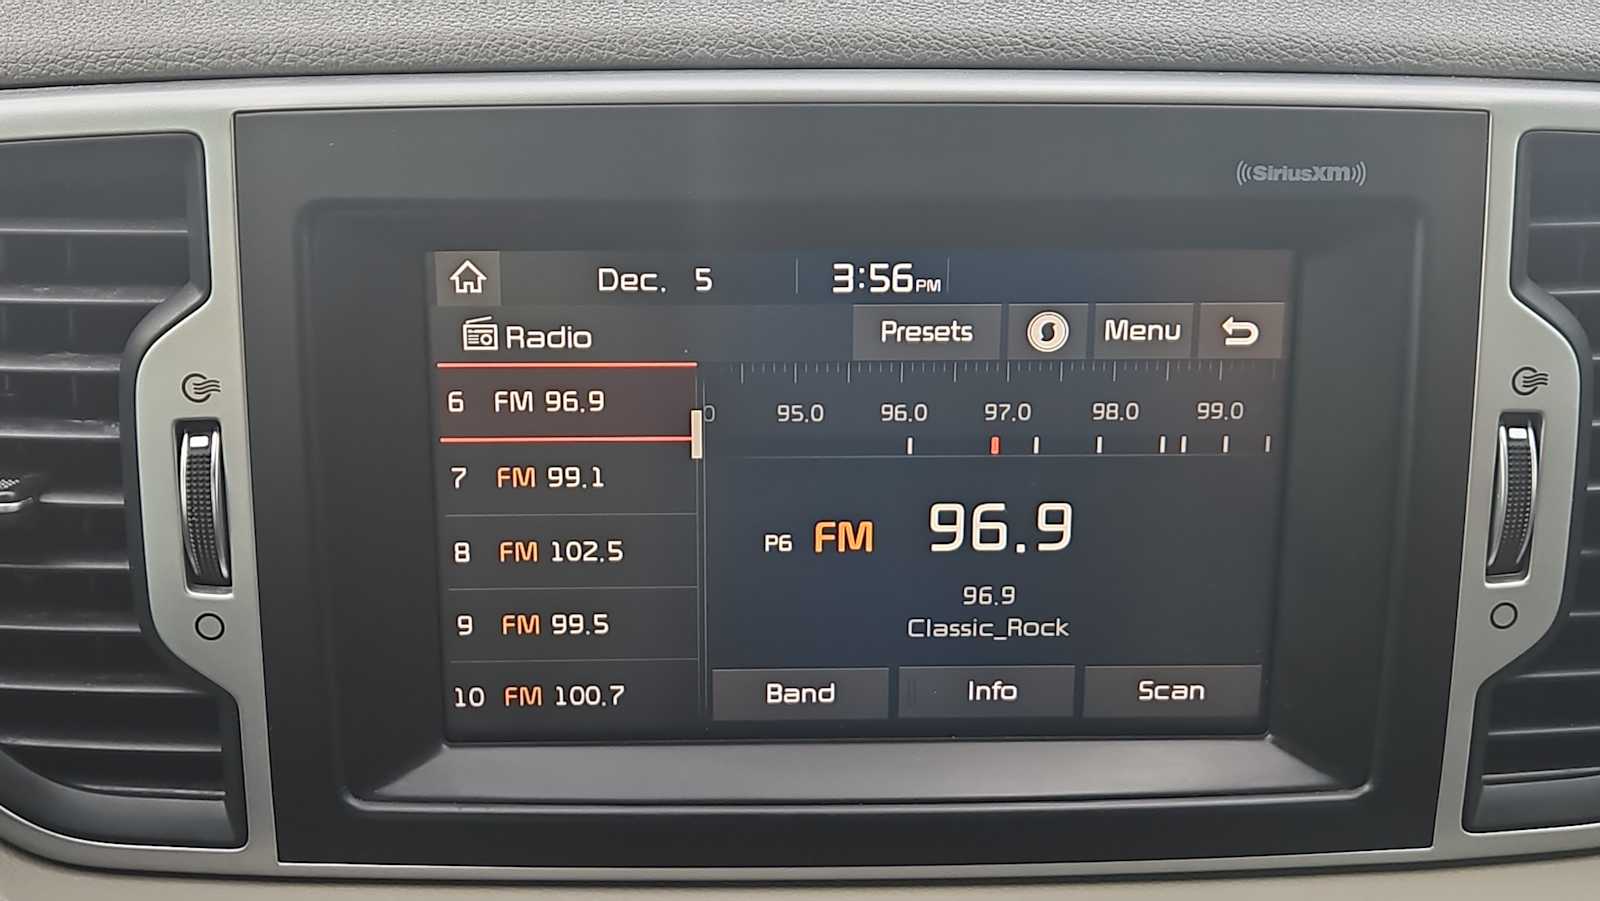 SiriusXM
Dec. 5 3:56PM
Radio Presets Menu
6 FM 96.9
7 FM 99.1
8 FM 102.5
9 FM 99.5
10 FM 100.7
0 95.0 96.0 97.0 98.0 99.0
P6 FM 96.9
96.9
Classic_Rock
Band Info Scan